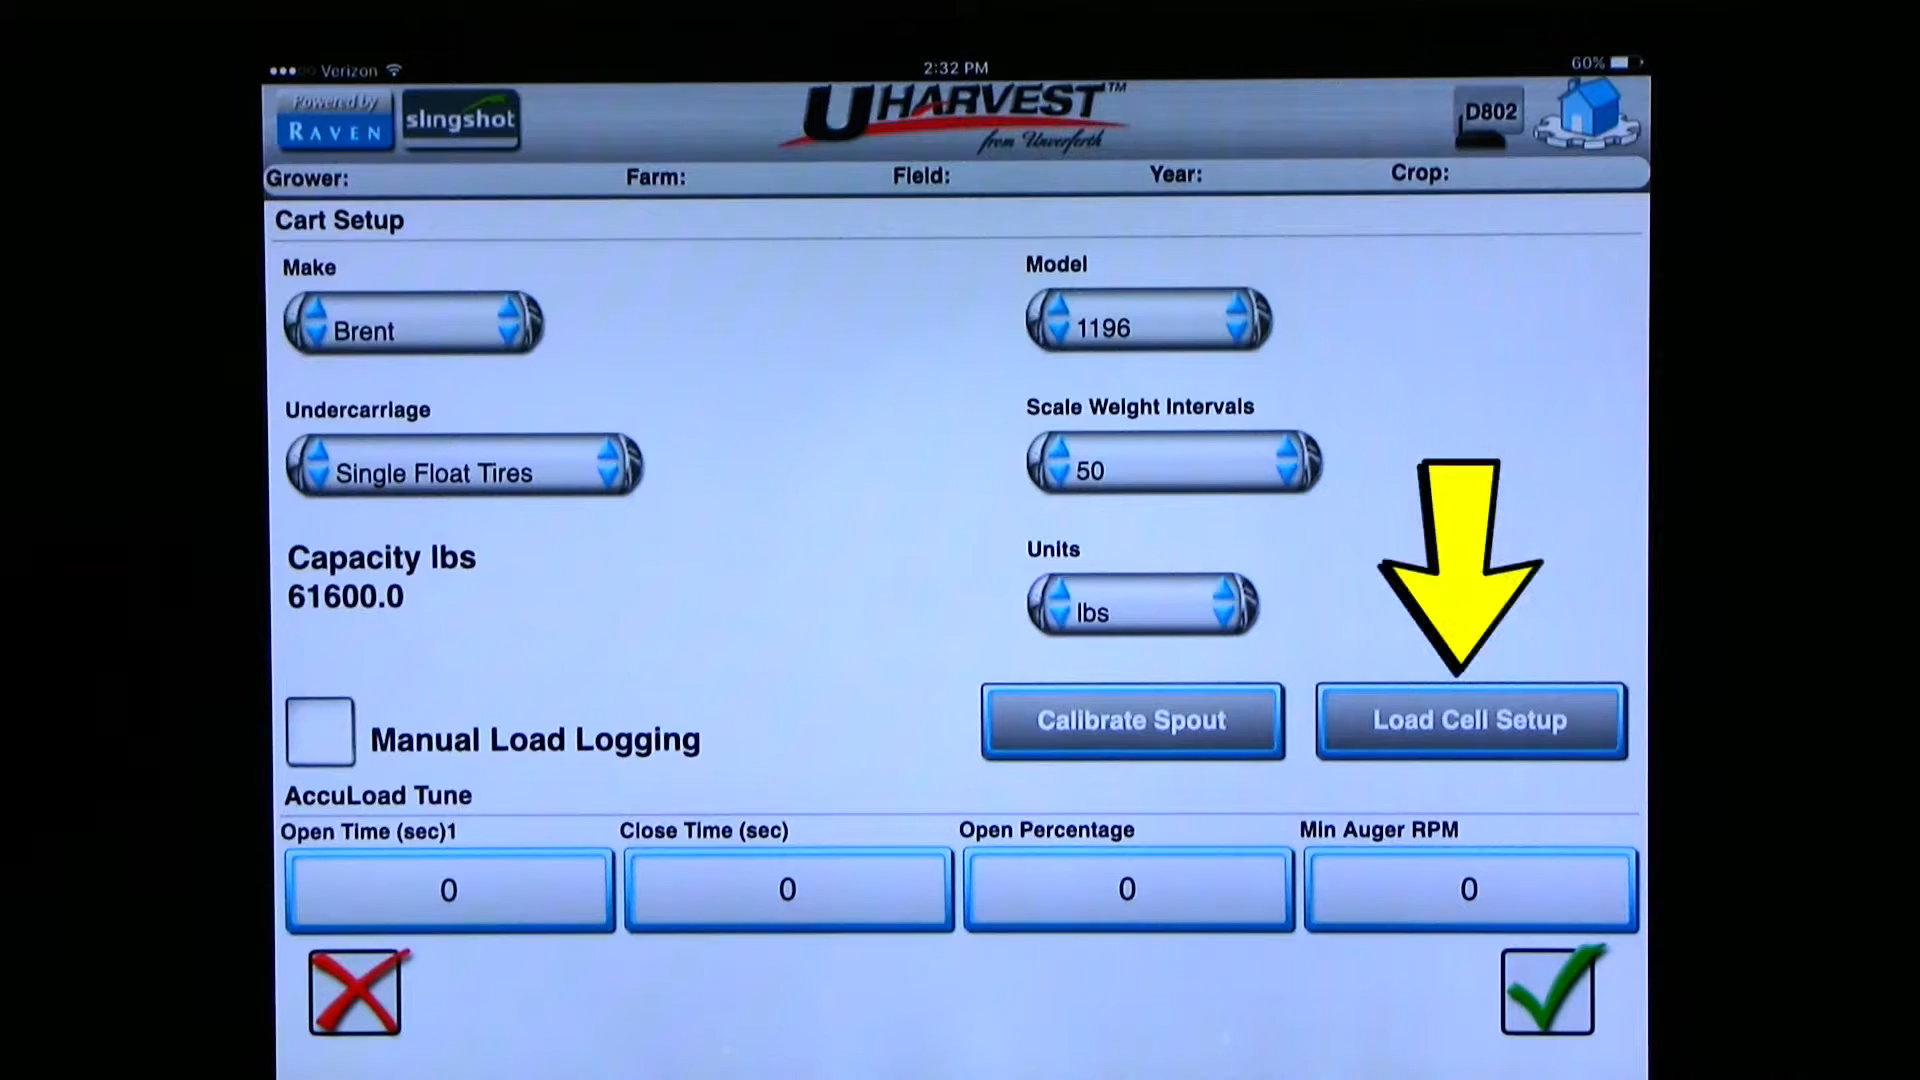 Verizon
2:32 PM
60%
Powered by
RAVEN
slingshot
UHARVEST™
from Unverferth
D802
Grower: Farm: Field: Year: Crop:
Cart Setup
Make
Model
Brent
1196
Undercarriage
Scale Weight Intervals
Single Float Tires
50
Capacity lbs
61600.0
Units
lbs
Manual Load Logging
Calibrate Spout
Load Cell Setup
AccuLoad Tune
Open Time (sec)1 Close Time (sec) Open Percentage Min Auger RPM
0 0 0 0